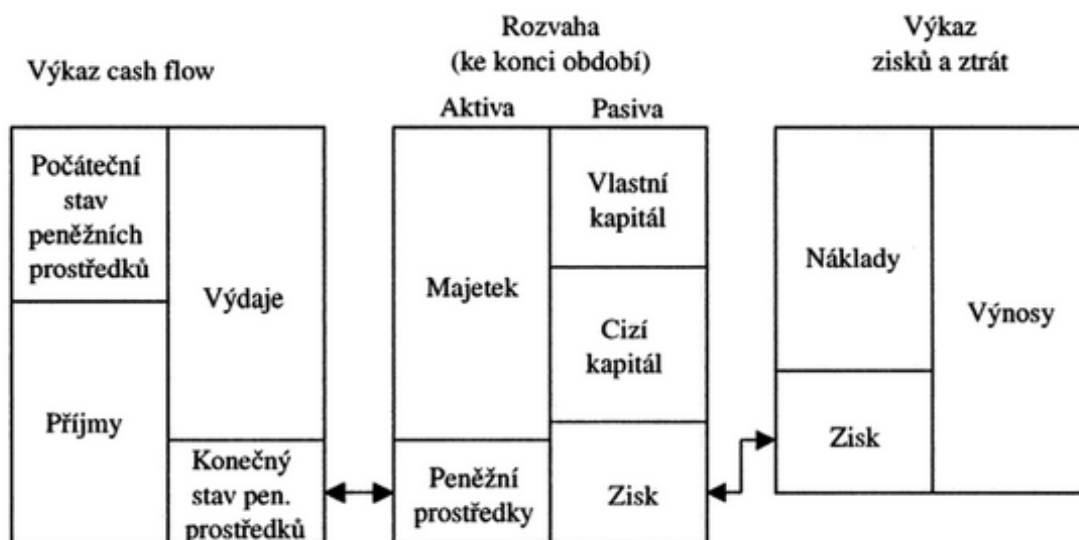 Výkaz cash flow
Počáteční
stav
peněžních
prostředků
Příjmy
Výdaje
Konečný
stav pen.
prostředků
Rozvaha
(ke konci období)
Aktiva
Pasiva
Majetek
Peněžní
prostředky
Vlastní
kapitál
Cizí
kapitál
Zisk
Výkaz
zisků a ztrát
Náklady
Zisk
Výnosy